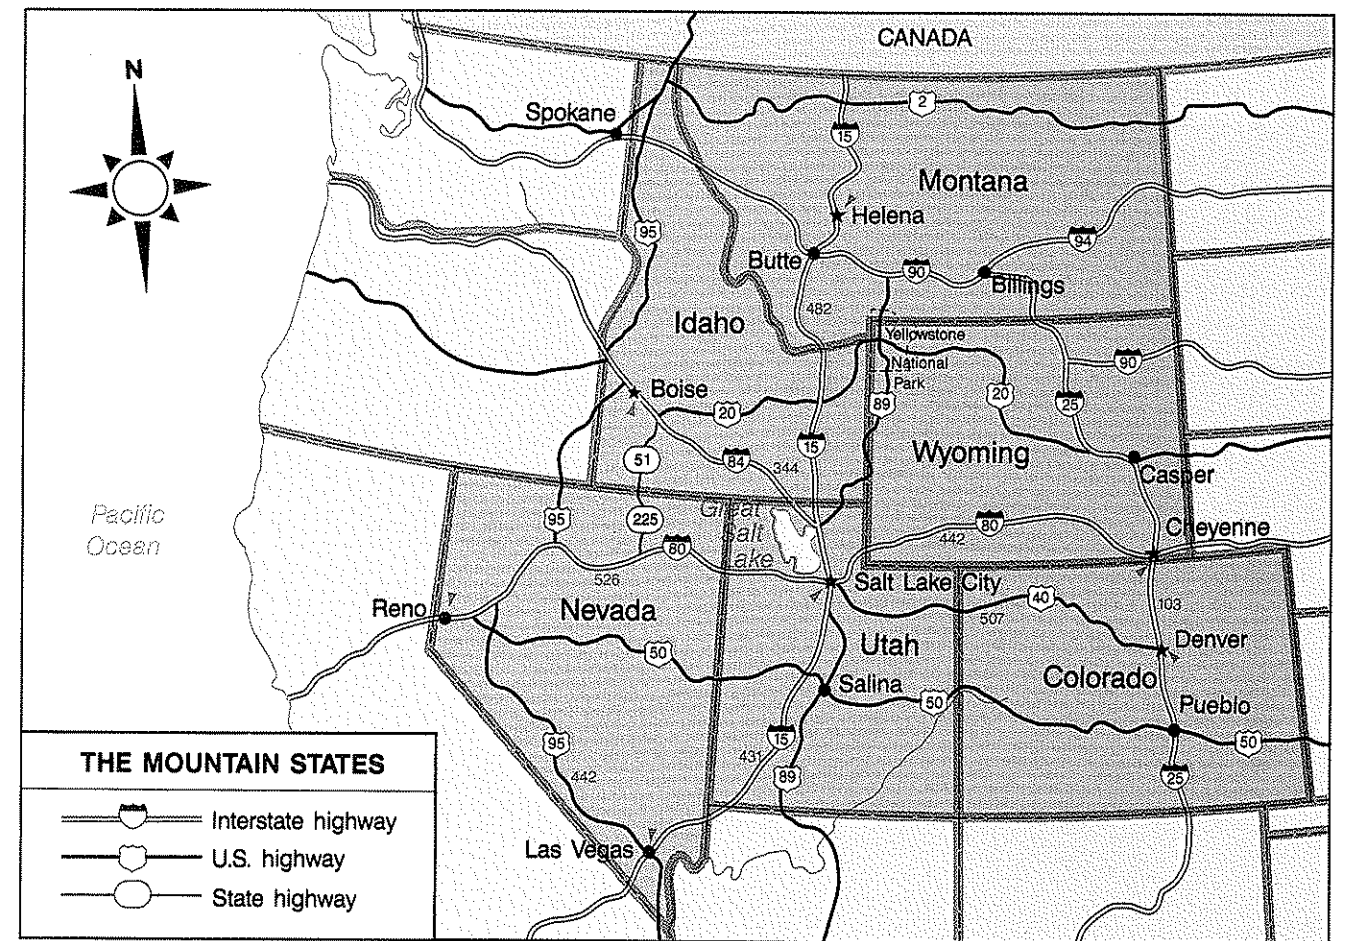 CANADA
N
Spokane
2
15
Montana
Helena
95
Butte
90
94
Billings
482
Idaho
Yellowstone
National
Park
90
Boise
20
89
20
25
51
84
344
15
Wyoming
Casper
Pacific
Ocean
95
225
80
Great
Salt
Lake
80
442
Cheyenne
526
Reno
Nevada
Salt Lake City
40
507
103
50
Utah
Denver
Salina
50
Colorado
Pueblo
50
95
442
15
431
89
25
Las Vegas
THE MOUNTAIN STATES
Interstate highway
U.S. highway
State highway